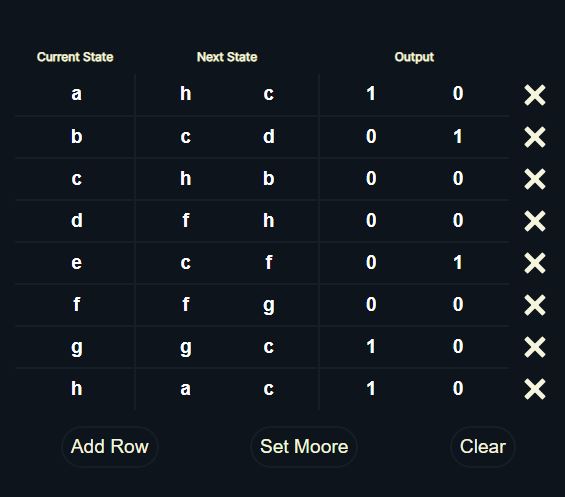 Current State Next State Output
a h c 1 0
b c d 0 1
c h b 0 0
d f h 0 0
e c f 0 1
f f g 0 0
g g c 1 0
h a c 1 0
Add Row Set Moore Clear